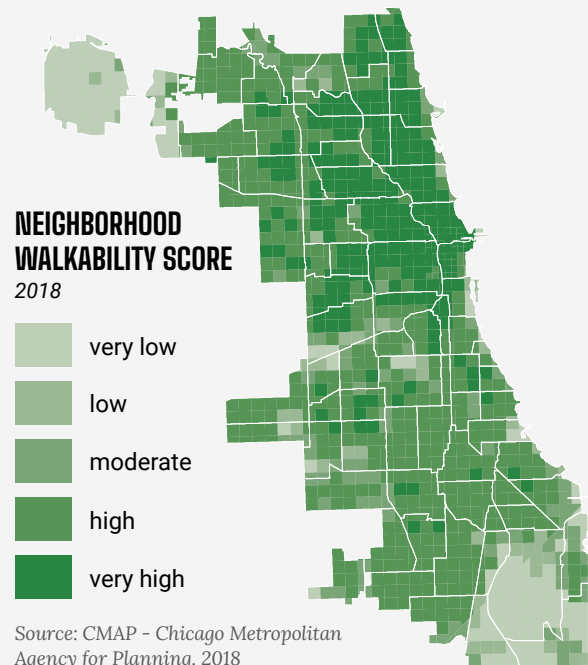 NEIGHBORHOOD
WALKABILITY SCORE
2018
very low
low
moderate
high
very high
Source: CMAP - Chicago Metropolitan
Agency for Planning, 2018